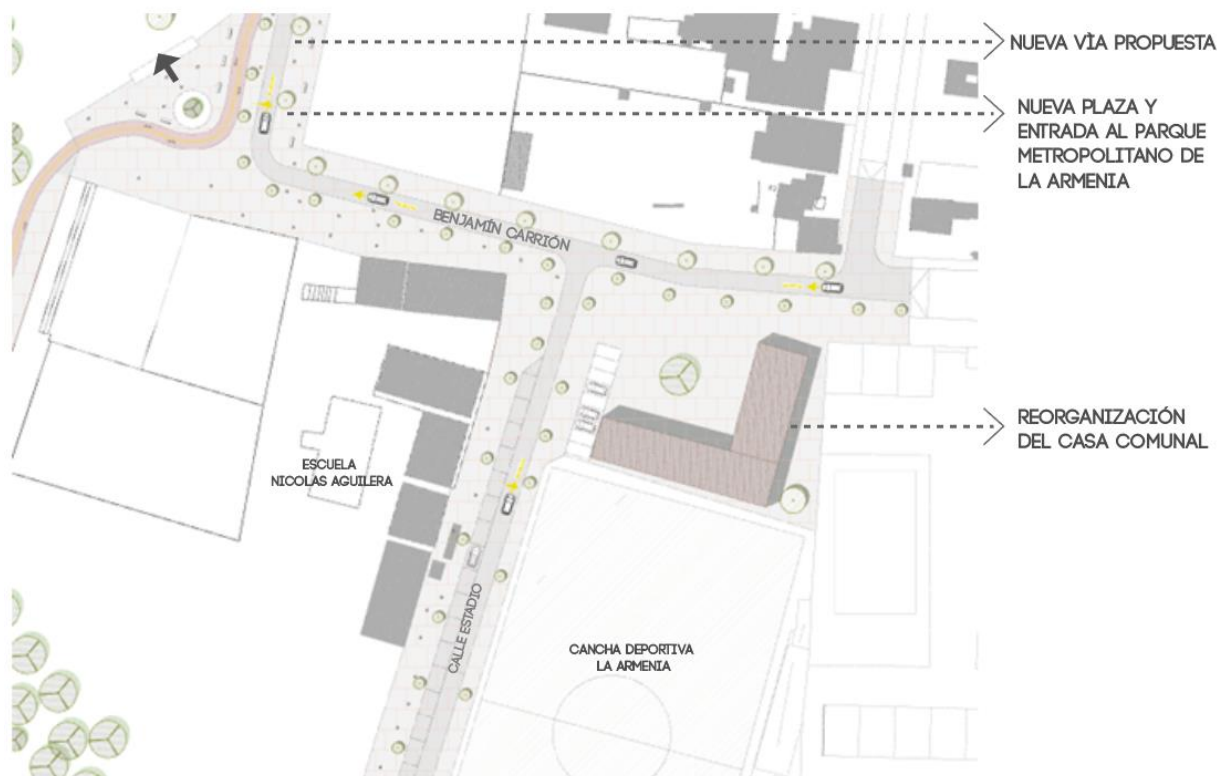 NUEVA VÌA PROPUESTA
NUEVA PLAZA Y
ENTRADA AL PARQUE
METROPOLITANO DE
LA ARMENIA
BENJAMÍN CARRIÓN
REORGANIZACIÓN
DEL CASA COMUNAL
ESCUELA
NICOLAS AGUILERA
CALLE ESTADIO
CANCHA DEPORTIVA
LA ARMENIA